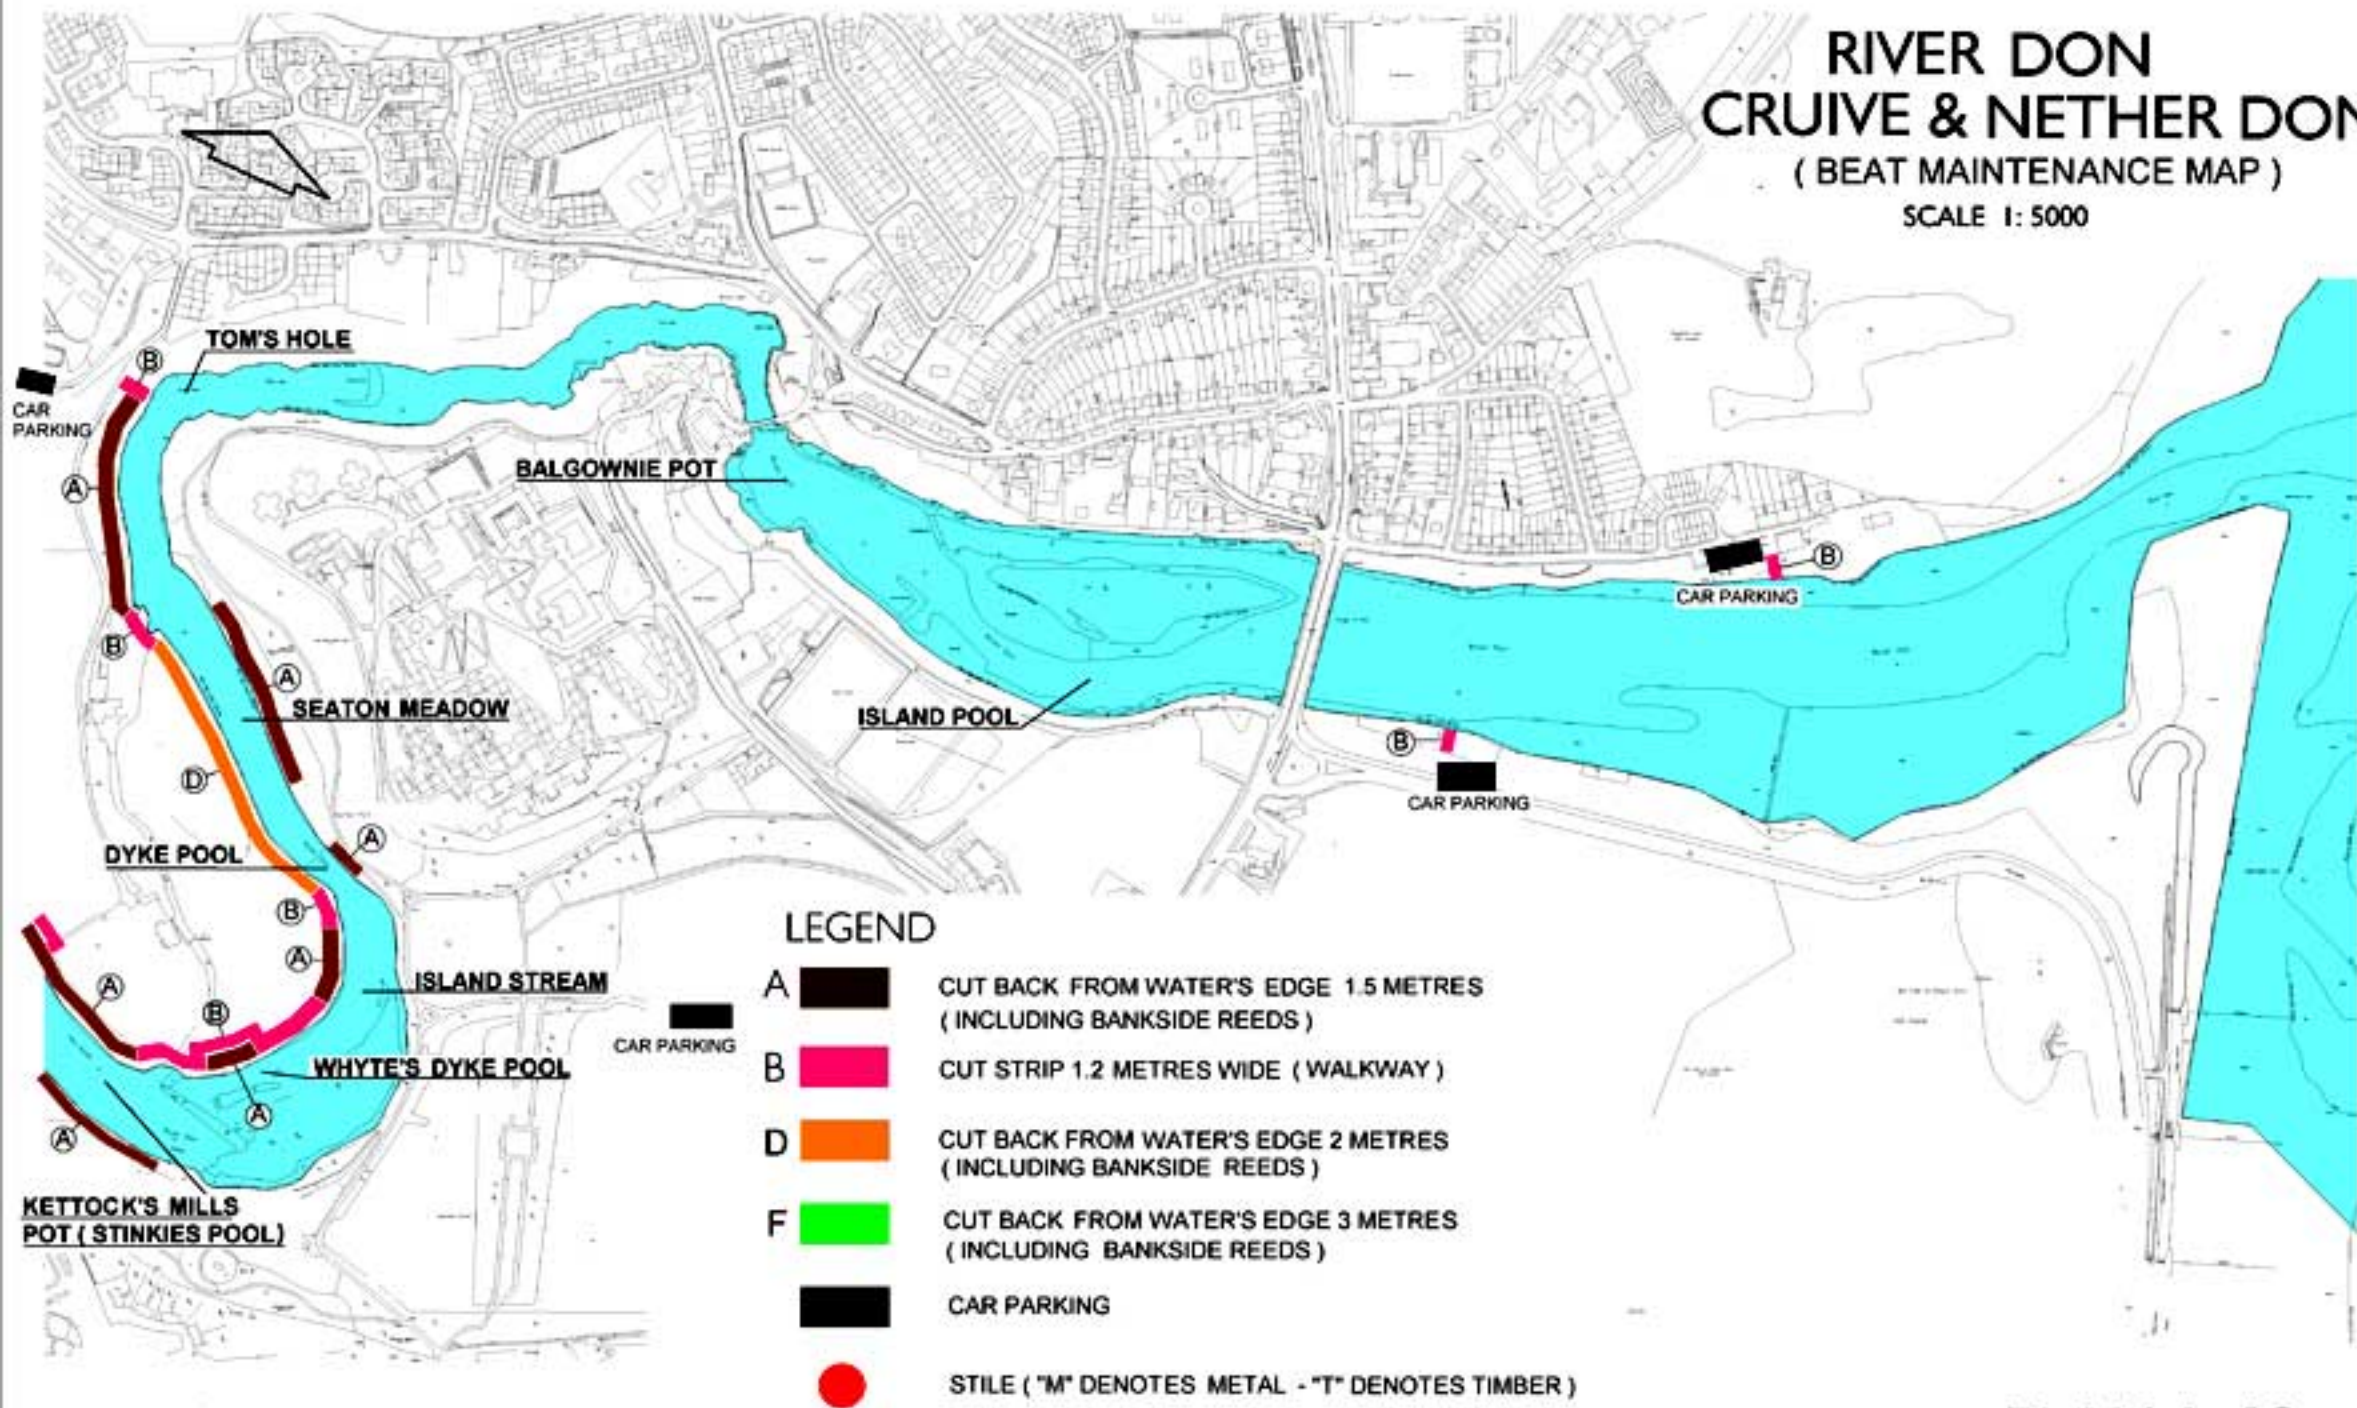 RIVER DON
CRUIVE & NETHER DON
( BEAT MAINTENANCE MAP )
SCALE 1: 5000
TOM'S HOLE
B
CAR
PARKING
A
BALGOWNIE POT
B
CAR PARKING
B
A
SEATON MEADOW
ISLAND POOL
B
CAR PARKING
D
A
DYKE POOL
B
A
ISLAND STREAM
A
B
CAR PARKING
WHYTE'S DYKE POOL
A
A
KETTOCK'S MILLS
POT ( STINKIES POOL)
LEGEND
A CUT BACK FROM WATER'S EDGE 1.5 METRES
( INCLUDING BANKSIDE REEDS )
B CUT STRIP 1.2 METRES WIDE ( WALKWAY )
D CUT BACK FROM WATER'S EDGE 2 METRES
( INCLUDING BANKSIDE REEDS )
F CUT BACK FROM WATER'S EDGE 3 METRES
( INCLUDING BANKSIDE REEDS )
CAR PARKING
STILE ( "M" DENOTES METAL - "T" DENOTES TIMBER )